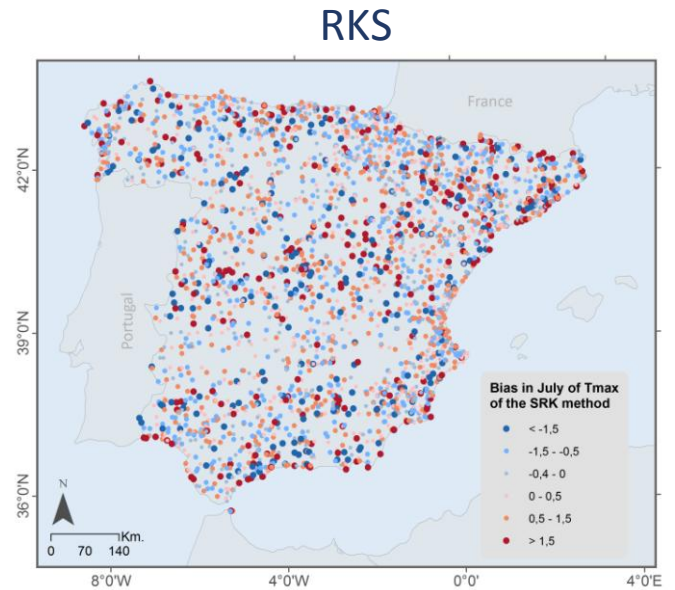 RKS
France
42°0'N
Portugal
39°0'N
Bias in July of Tmax
of the SRK method
< -1,5
-1,5 - -0,5
-0,4 - 0
0 - 0,5
0,5 - 1,5
> 1,5
36°0'N
N
Km.
0 70 140
8°0'W 4°0'W 0°0' 4°0'E